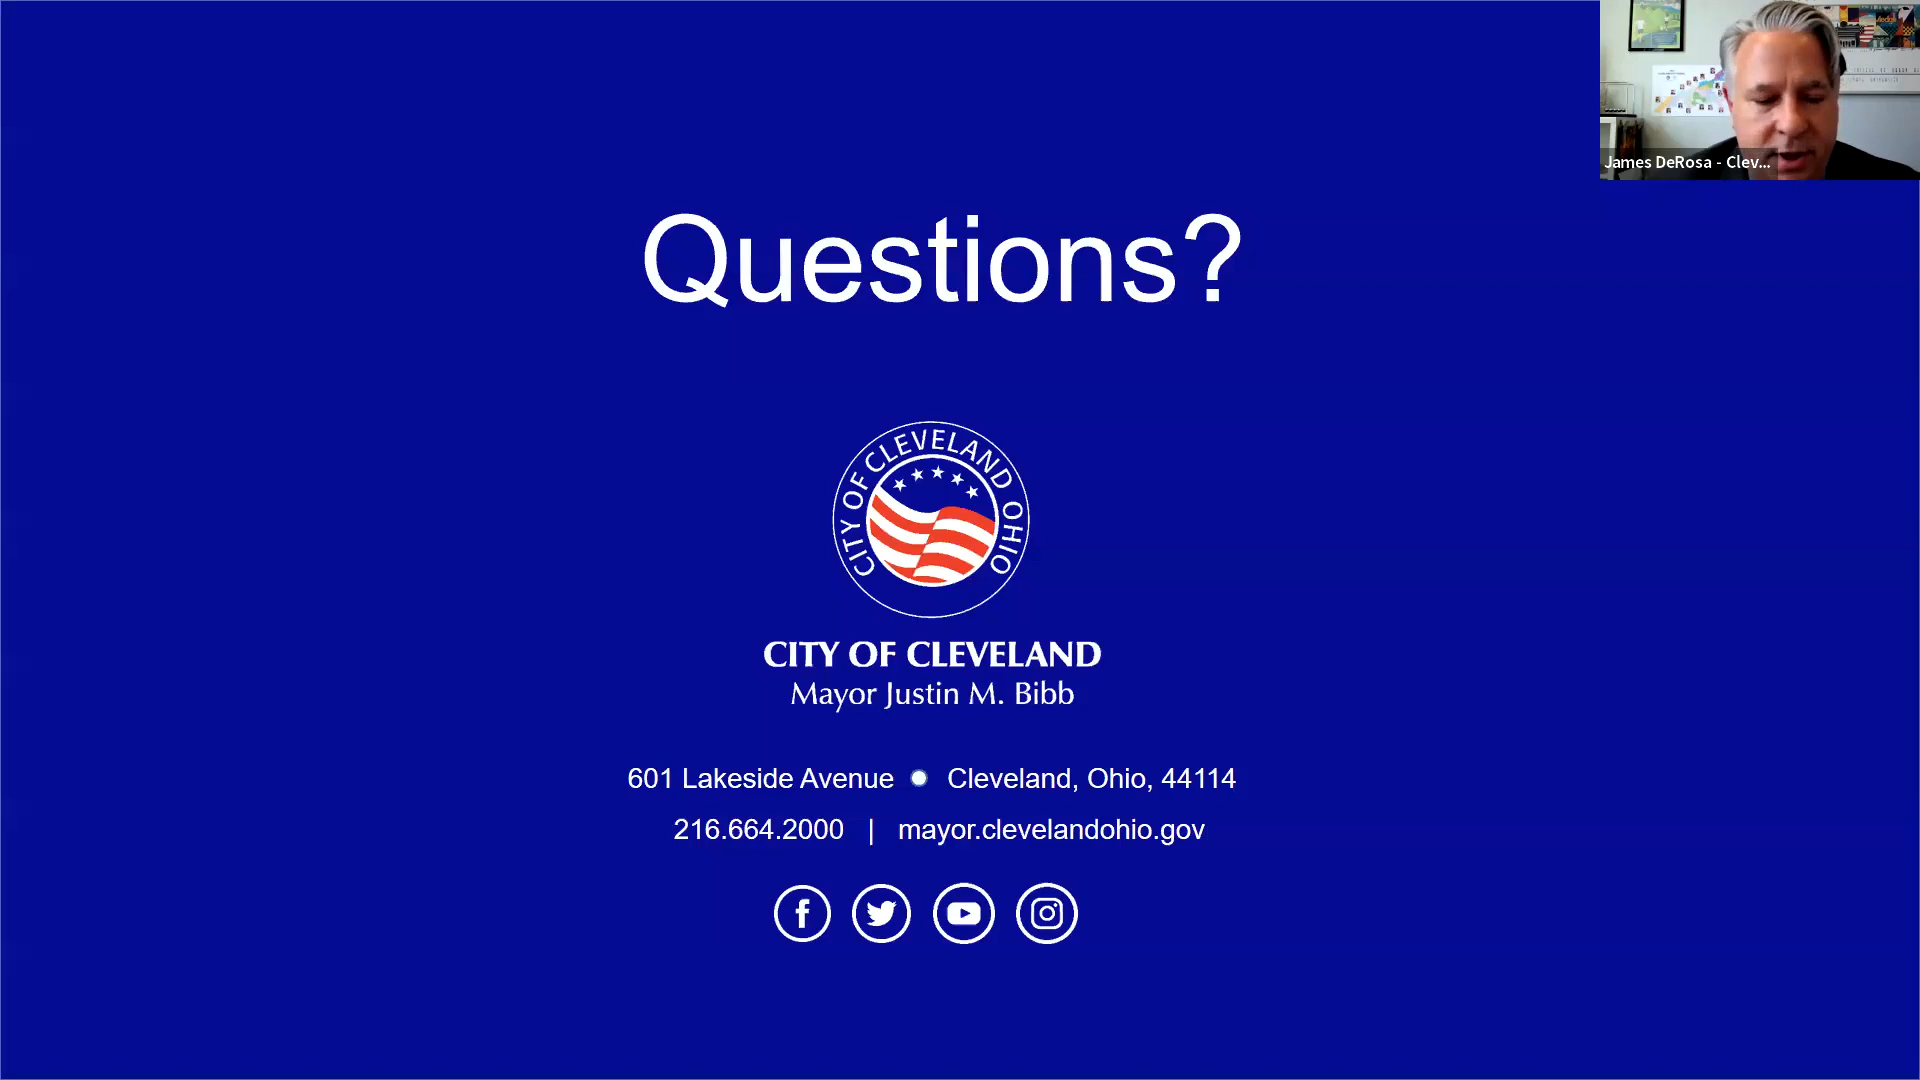 James DeRosa - Clev...
Questions?
CITY OF CLEVELAND OHIO
CITY OF CLEVELAND
Mayor Justin M. Bibb
601 Lakeside Avenue ● Cleveland, Ohio, 44114
216.664.2000 | mayor.clevelandohio.gov